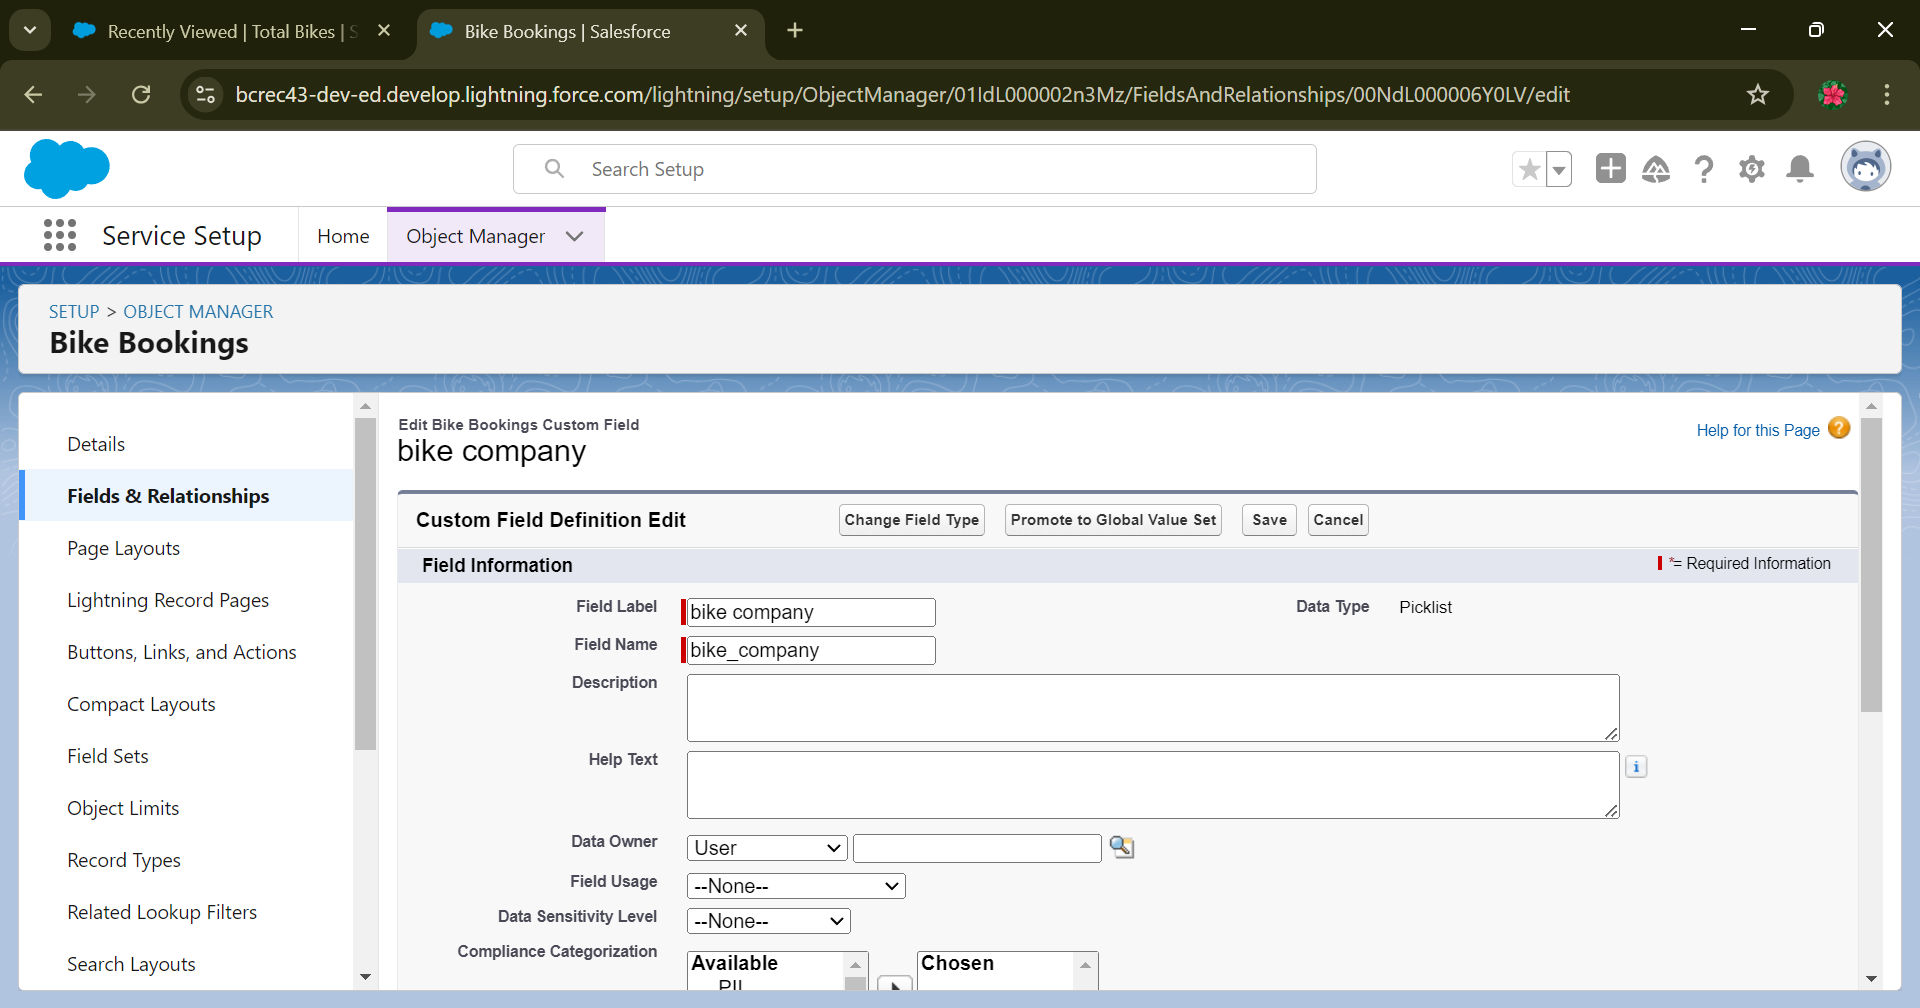 Recently Viewed | Total Bikes | S
Bike Bookings | Salesforce
bcrec43-dev-ed.develop.lightning.force.com/lightning/setup/ObjectManager/01IdL000002n3Mz/FieldsAndRelationships/00NdL000006Y0LV/edit
Search Setup
Service Setup
Home
Object Manager
SETUP > OBJECT MANAGER
Bike Bookings
Details
Fields & Relationships
Page Layouts
Lightning Record Pages
Buttons, Links, and Actions
Compact Layouts
Field Sets
Object Limits
Record Types
Related Lookup Filters
Search Layouts
Edit Bike Bookings Custom Field
bike company
Help for this Page
Custom Field Definition Edit
Change Field Type
Promote to Global Value Set
Save
Cancel
Field Information
*= Required Information
Field Label
bike company
Data Type
Picklist
Field Name
bike_company
Description
Help Text
Data Owner
User
Field Usage
--None--
Data Sensitivity Level
--None--
Compliance Categorization
Available
PII
Chosen